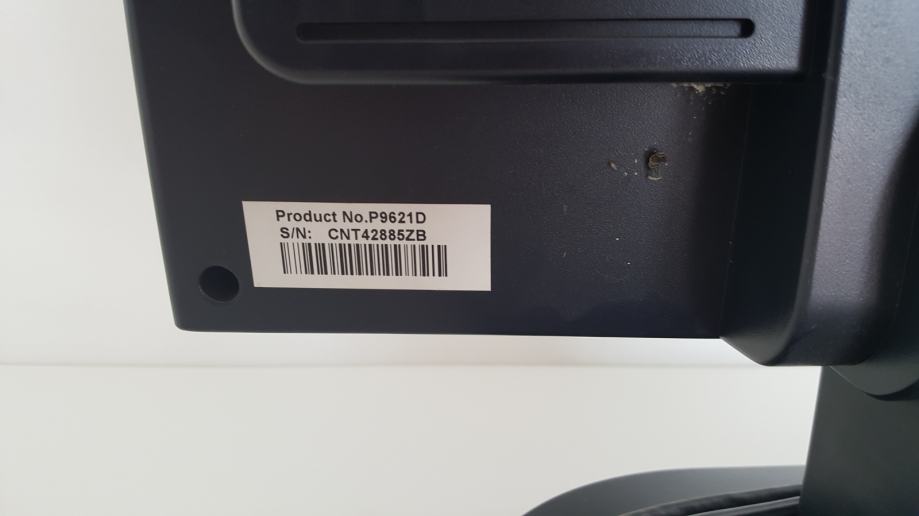 Product No.P9621D
S/N: CNT42885ZB